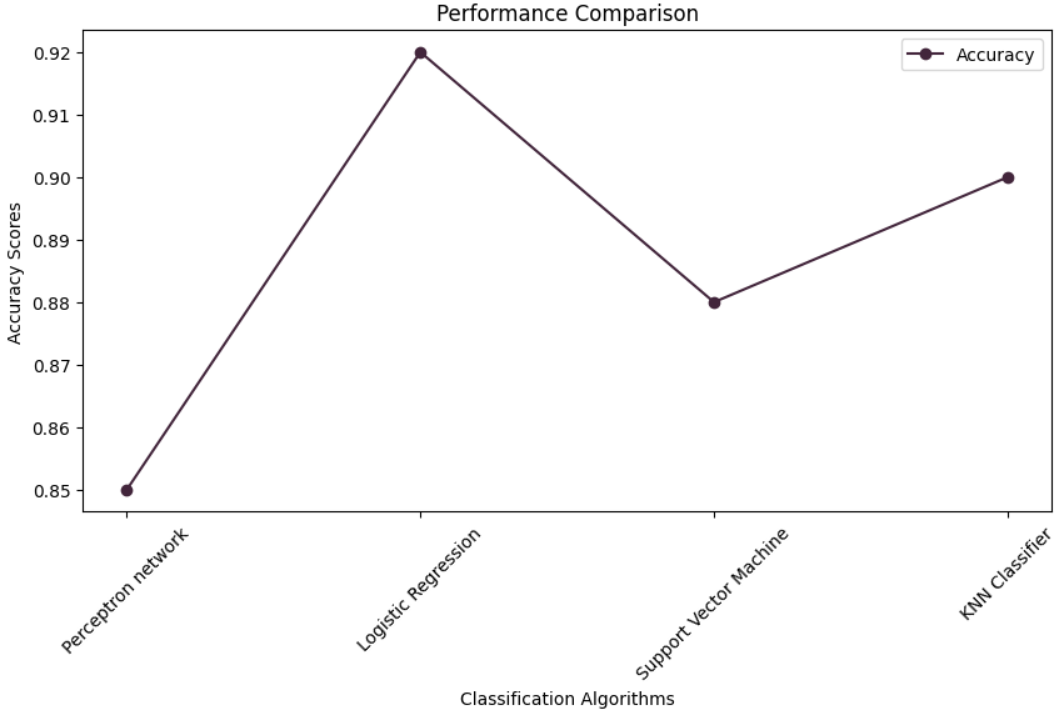 Performance Comparison
Accuracy
Accuracy Scores
0.92
0.91
0.90
0.89
0.88
0.87
0.86
0.85
Perceptron network
Logistic Regression
Support Vector Machine
KNN Classifier
Classification Algorithms